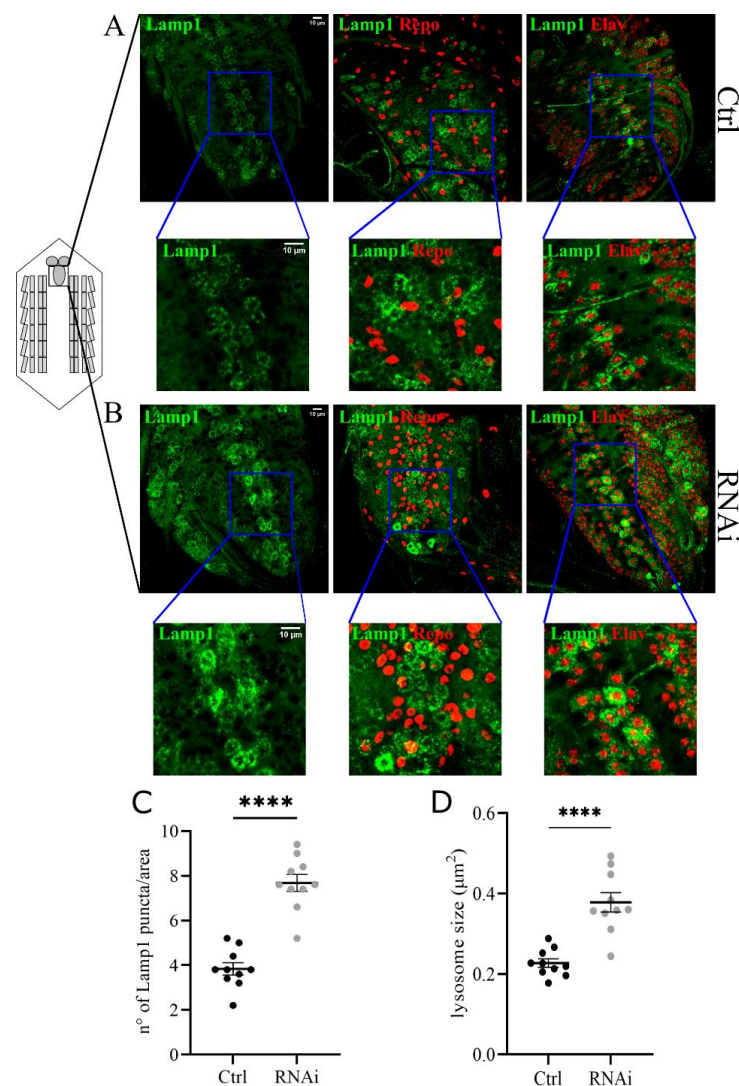 A
Lamp1
10 µm
Lamp1 Repo
Lamp1 Elav
Ctrl
Lamp1
10 µm
Lamp1 Repo
Lamp1 Elav
B
Lamp1
10 µm
Lamp1 Repo
Lamp1 Elav
RNAi
Lamp1
10 µm
Lamp1 Repo
Lamp1 Elav
C
****
n° of Lamp1 puncta/area
10
8
6
4
2
0
Ctrl
RNAi
D
****
lysosome size (µm²)
0.6
0.4
0.2
0.0
Ctrl
RNAi